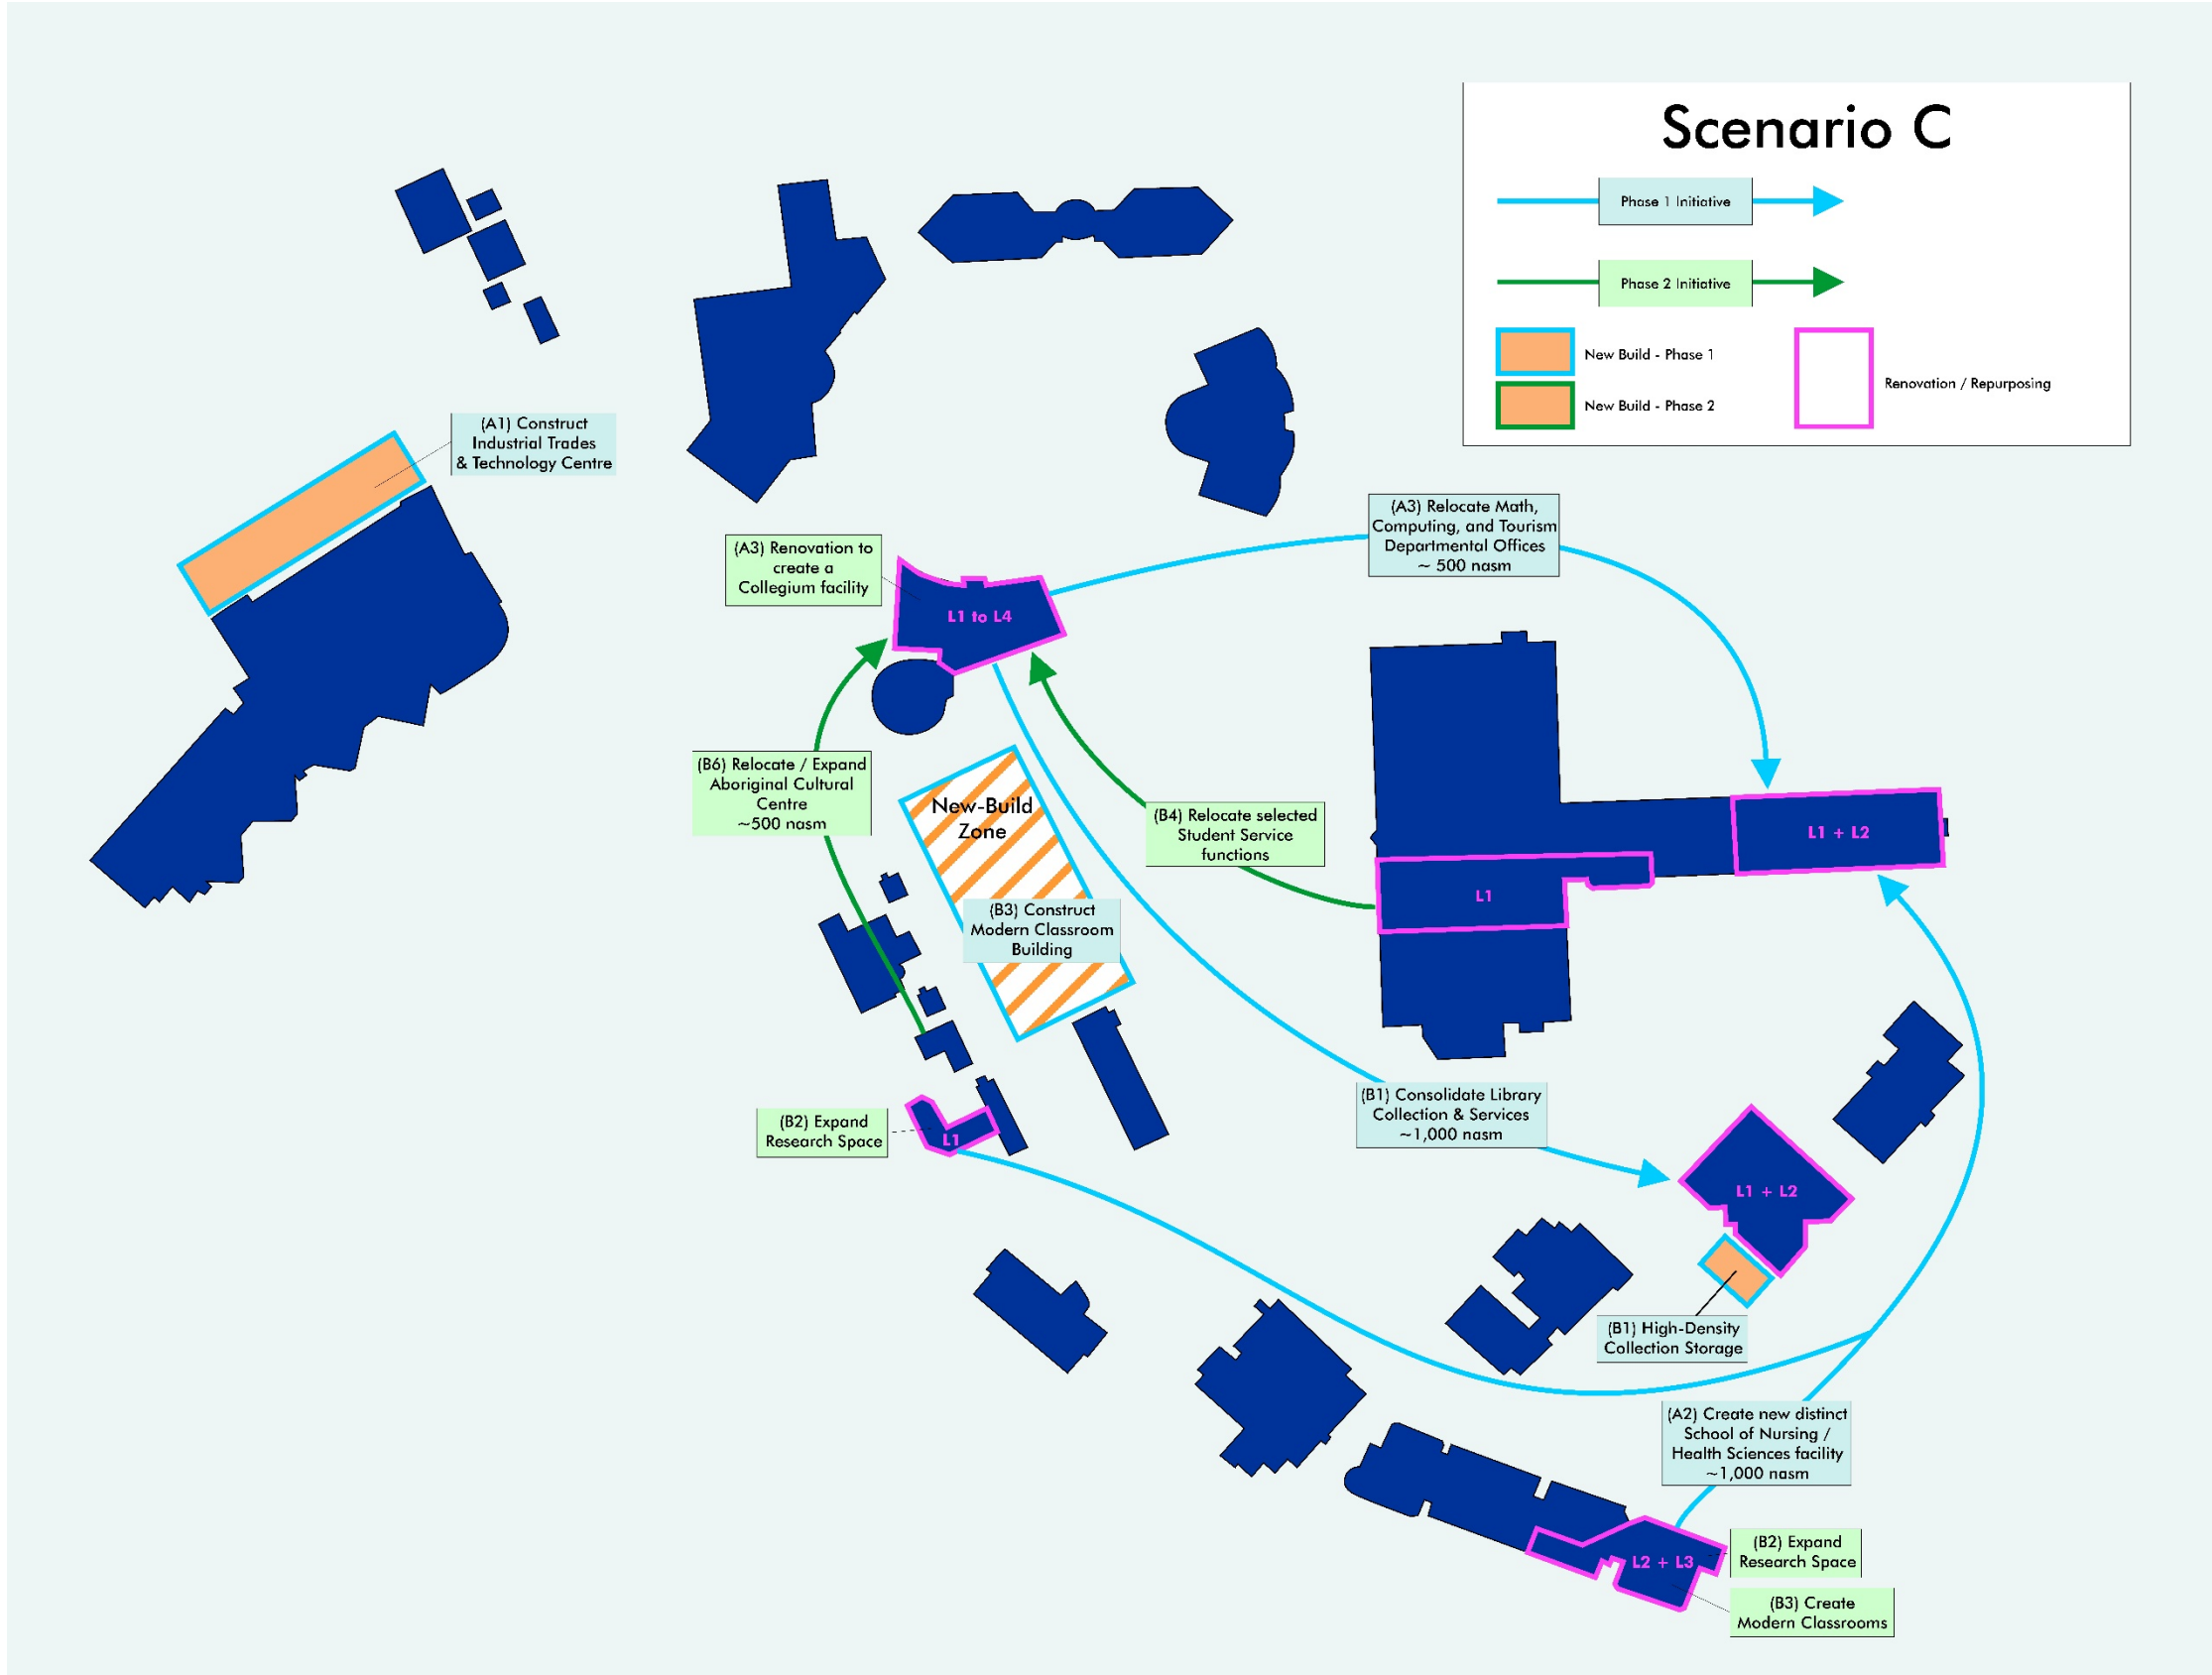 Scenario C
Phase 1 Initiative
Phase 2 Initiative
New Build - Phase 1
New Build - Phase 2
Renovation / Repurposing
(A1) Construct
Industrial Trades
& Technology Centre
(A3) Relocate Math,
Computing, and Tourism
Departmental Offices
~ 500 nasm
(A3) Renovation to
create a
Collegium facility
L1 to L4
(B6) Relocate / Expand
Aboriginal Cultural
Centre
~500 nasm
New-Build
Zone
(B4) Relocate selected
Student Service
functions
L1 + L2
L1
(B3) Construct
Modern Classroom
Building
(B1) Consolidate Library
Collection & Services
~1,000 nasm
(B2) Expand
Research Space
L1
L1 + L2
(B1) High-Density
Collection Storage
(A2) Create new distinct
School of Nursing /
Health Sciences facility
~1,000 nasm
L2 + L3
(B2) Expand
Research Space
(B3) Create
Modern Classrooms